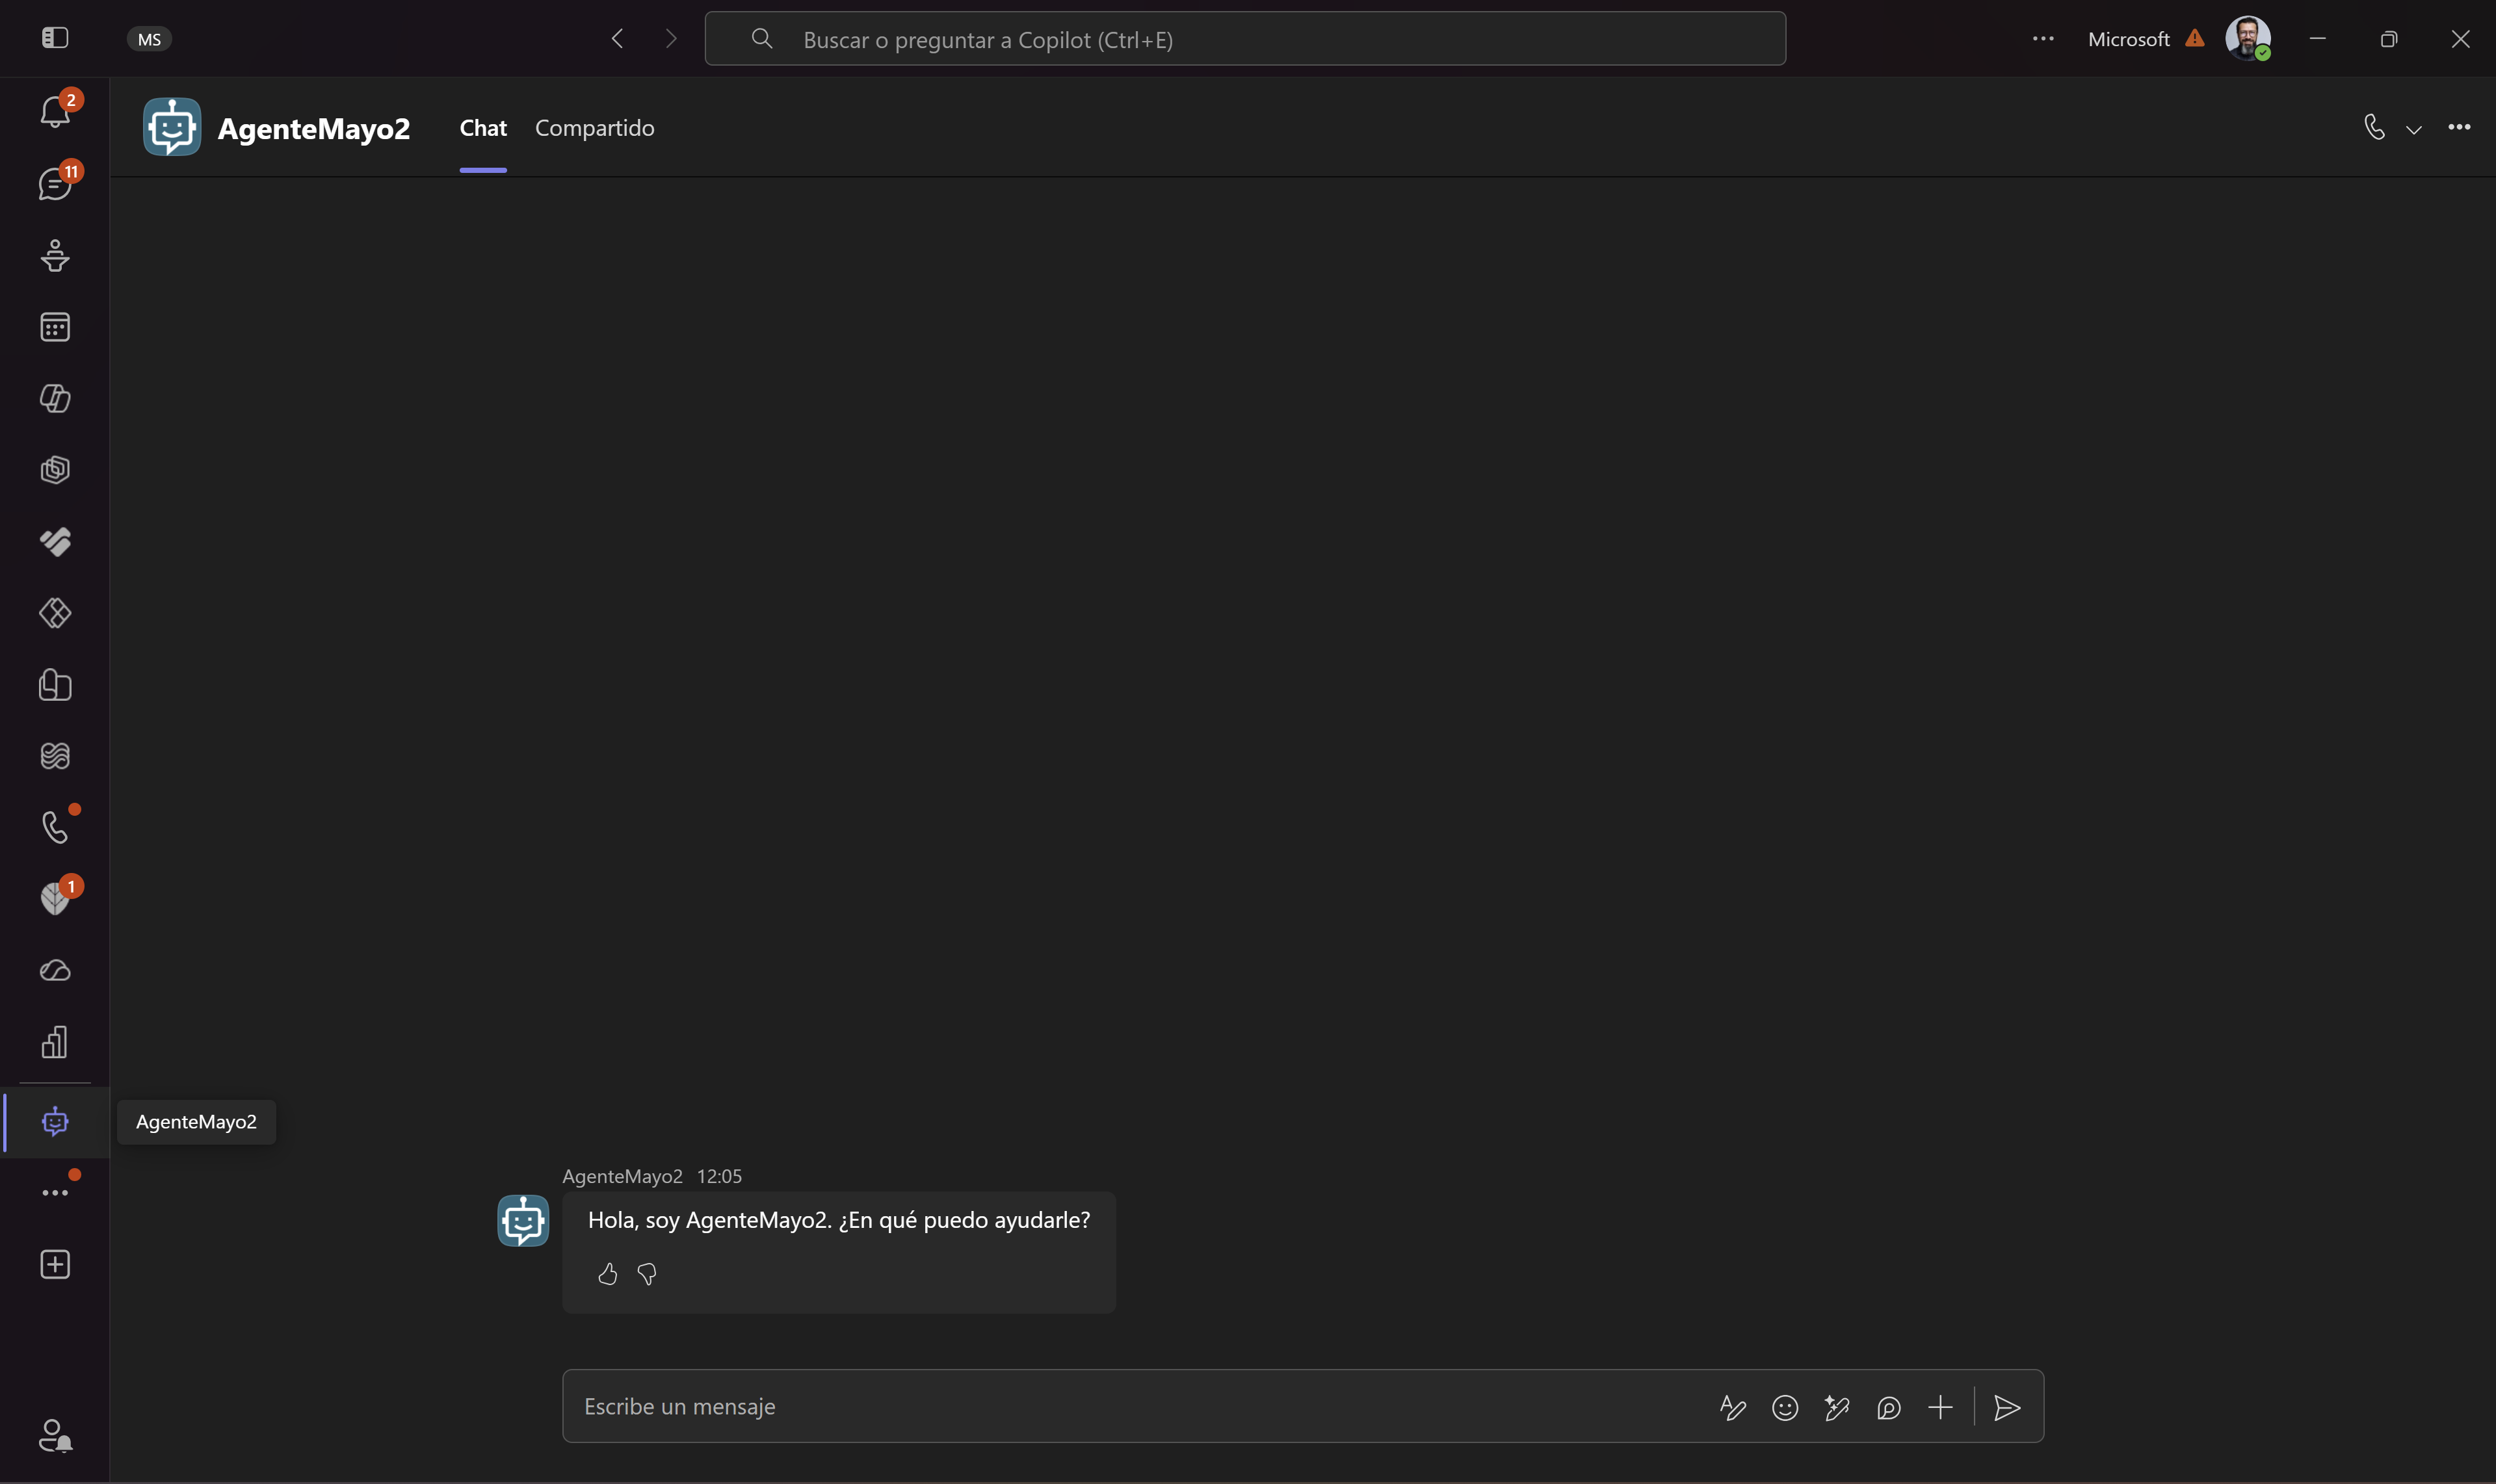 MS
Buscar o preguntar a Copilot (Ctrl+E)
Microsoft
2
11
AgenteMayo2
Chat
Compartido
1
AgenteMayo2
AgenteMayo2 12:05
Hola, soy AgenteMayo2. ¿En qué puedo ayudarle?
Escribe un mensaje